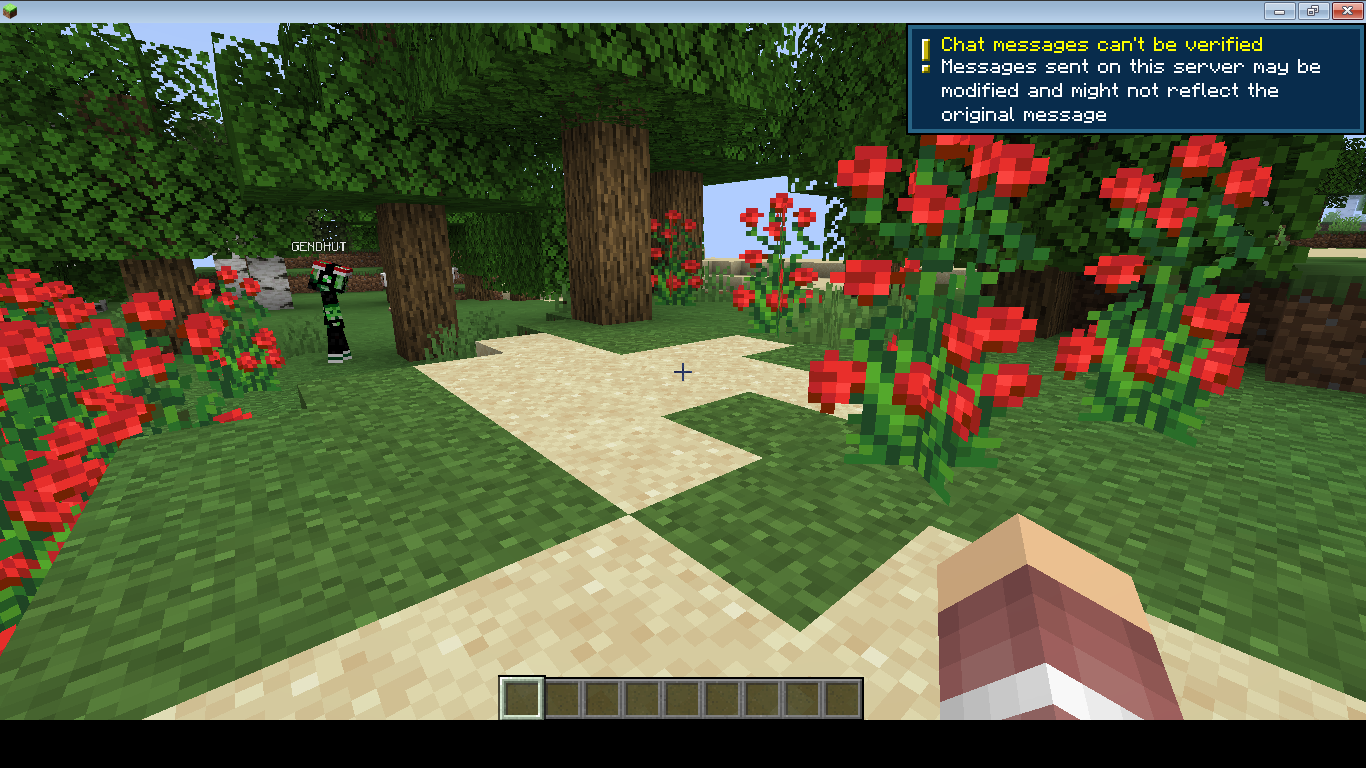 Chat messages can't be verified
Messages sent on this server may be
modified and might not reflect the
original message
GENDHUT